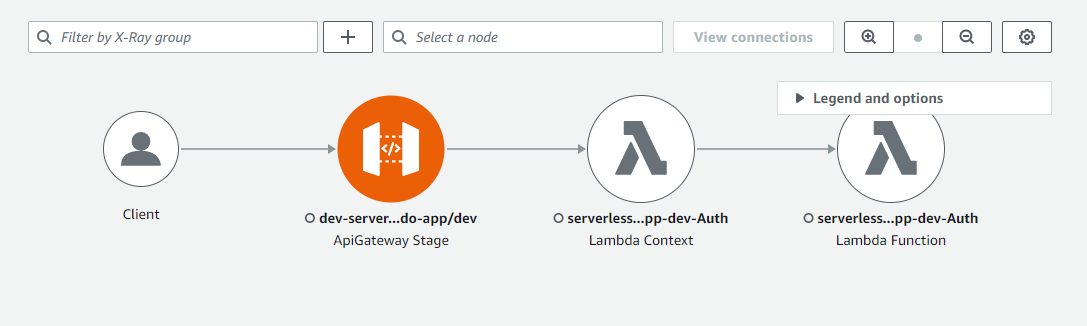 Filter by X-Ray group
Select a node
View connections
Legend and options
</>
Client
dev-server...do-app/dev
ApiGateway Stage
serverless...pp-dev-Auth
Lambda Context
serverless...pp-dev-Auth
Lambda Function